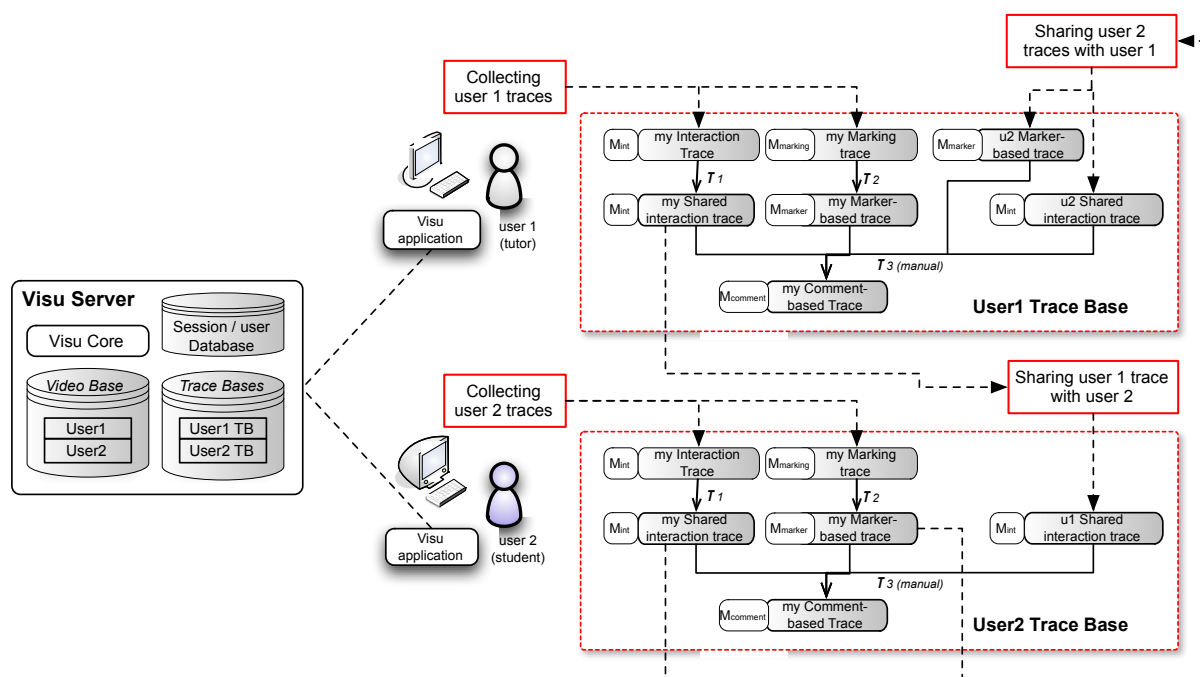 Sharing user 2
traces with user 1
Collecting
user 1 traces
Mint
my Interaction
Trace
Mmarking
my Marking
trace
Mmarker
u2 Marker-
based trace
T 1
T 2
Mint
my Shared
interaction trace
Mmarker
my Marker-
based trace
Mint
u2 Shared
interaction trace
Visu
application
user 1
(tutor)
T 3 (manual)
Mcomment
my Comment-
based Trace
User1 Trace Base
Visu Server
Visu Core
Session / user
Database
Video Base
User1
User2
Trace Bases
User1 TB
User2 TB
Collecting
user 2 traces
Sharing user 1 trace
with user 2
Mint
my Interaction
Trace
Mmarking
my Marking
trace
T 1
T 2
Mint
my Shared
interaction trace
Mmarker
my Marker-
based trace
Mint
u1 Shared
interaction trace
Visu
application
user 2
(student)
T 3 (manual)
Mcomment
my Comment-
based Trace
User2 Trace Base